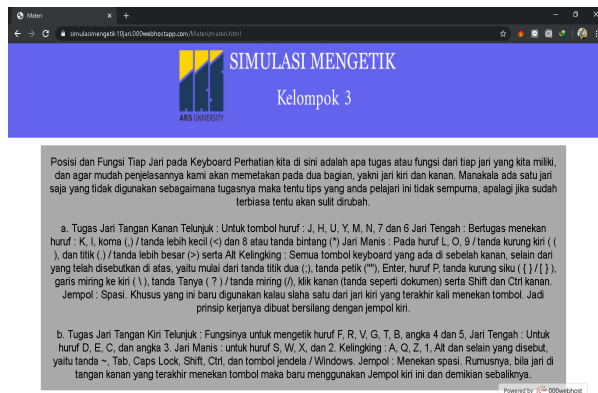 Materi
simulasimengetik10jari.000webhostapp.com/Materi/materi.html
ARS UNIVERSITY
SIMULASI MENGETIK
Kelompok 3
Posisi dan Fungsi Tiap Jari pada Keyboard Perhatian kita di sini adalah apa tugas atau fungsi dari tiap jari yang kita miliki,
dan agar mudah penjelasannya kami akan memetakan pada dua bagian, yakni jari kiri dan kanan. Manakala ada satu jari
saja yang tidak digunakan sebagaimana tugasnya maka tentu tips yang anda pelajari ini tidak sempurna, apalagi jika sudah
terbiasa tentu akan sulit dirubah.
a. Tugas Jari Tangan Kanan Telunjuk : Untuk tombol huruf : J, H, U, Y, M, N, 7 dan 6 Jari Tengah : Bertugas menekan
huruf : K, I, koma (,) / tanda lebih kecil (<) dan 8 atau tanda bintang (*) Jari Manis : Pada huruf L, O, 9 / tanda kurung kiri ( (
), dan titik (.) / tanda lebih besar (>) serta Alt Kelingking : Semua tombol keyboard yang ada di sebelah kanan, selain dari
yang telah disebutkan di atas, yaitu mulai dari tanda titik dua (;), tanda petik (""), Enter, huruf P, tanda kurung siku ( { } / [ } ),
garis miring ke kiri ( \ ), tanda Tanya ( ? ) / tanda miring (/), klik kanan (tanda seperti dokumen) serta Shift dan Ctrl kanan.
Jempol : Spasi. Khusus yang ini baru digunakan kalau slaha satu dari jari kiri yang terakhir kali menekan tombol. Jadi
prinsip kerjanya dibuat bersilang dengan jempol kiri.
b. Tugas Jari Tangan Kiri Telunjuk : Fungsinya untuk mengetik huruf F, R, V, G, T, B, angka 4 dan 5, Jari Tengah : Untuk
huruf D, E, C, dan angka 3. Jari Manis : untuk huruf S, W, X, dan 2. Kelingking : A, Q, Z, 1, Alt dan selain yang disebut,
yaitu tanda ~, Tab, Caps Lock, Shift, Ctrl, dan tombol jendela / Windows. Jempol : Menekan spasi. Rumusnya, bila jari di
tangan kanan yang terakhir menekan tombol maka baru menggunakan Jempol kiri ini dan demikian sebaliknya.
Powered by 000webhost